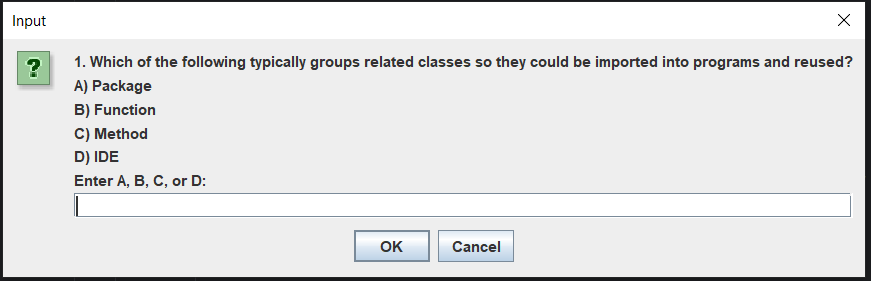 Input
?
1. Which of the following typically groups related classes so they could be imported into programs and reused?
A) Package
B) Function
C) Method
D) IDE
Enter A, B, C, or D:
OK Cancel